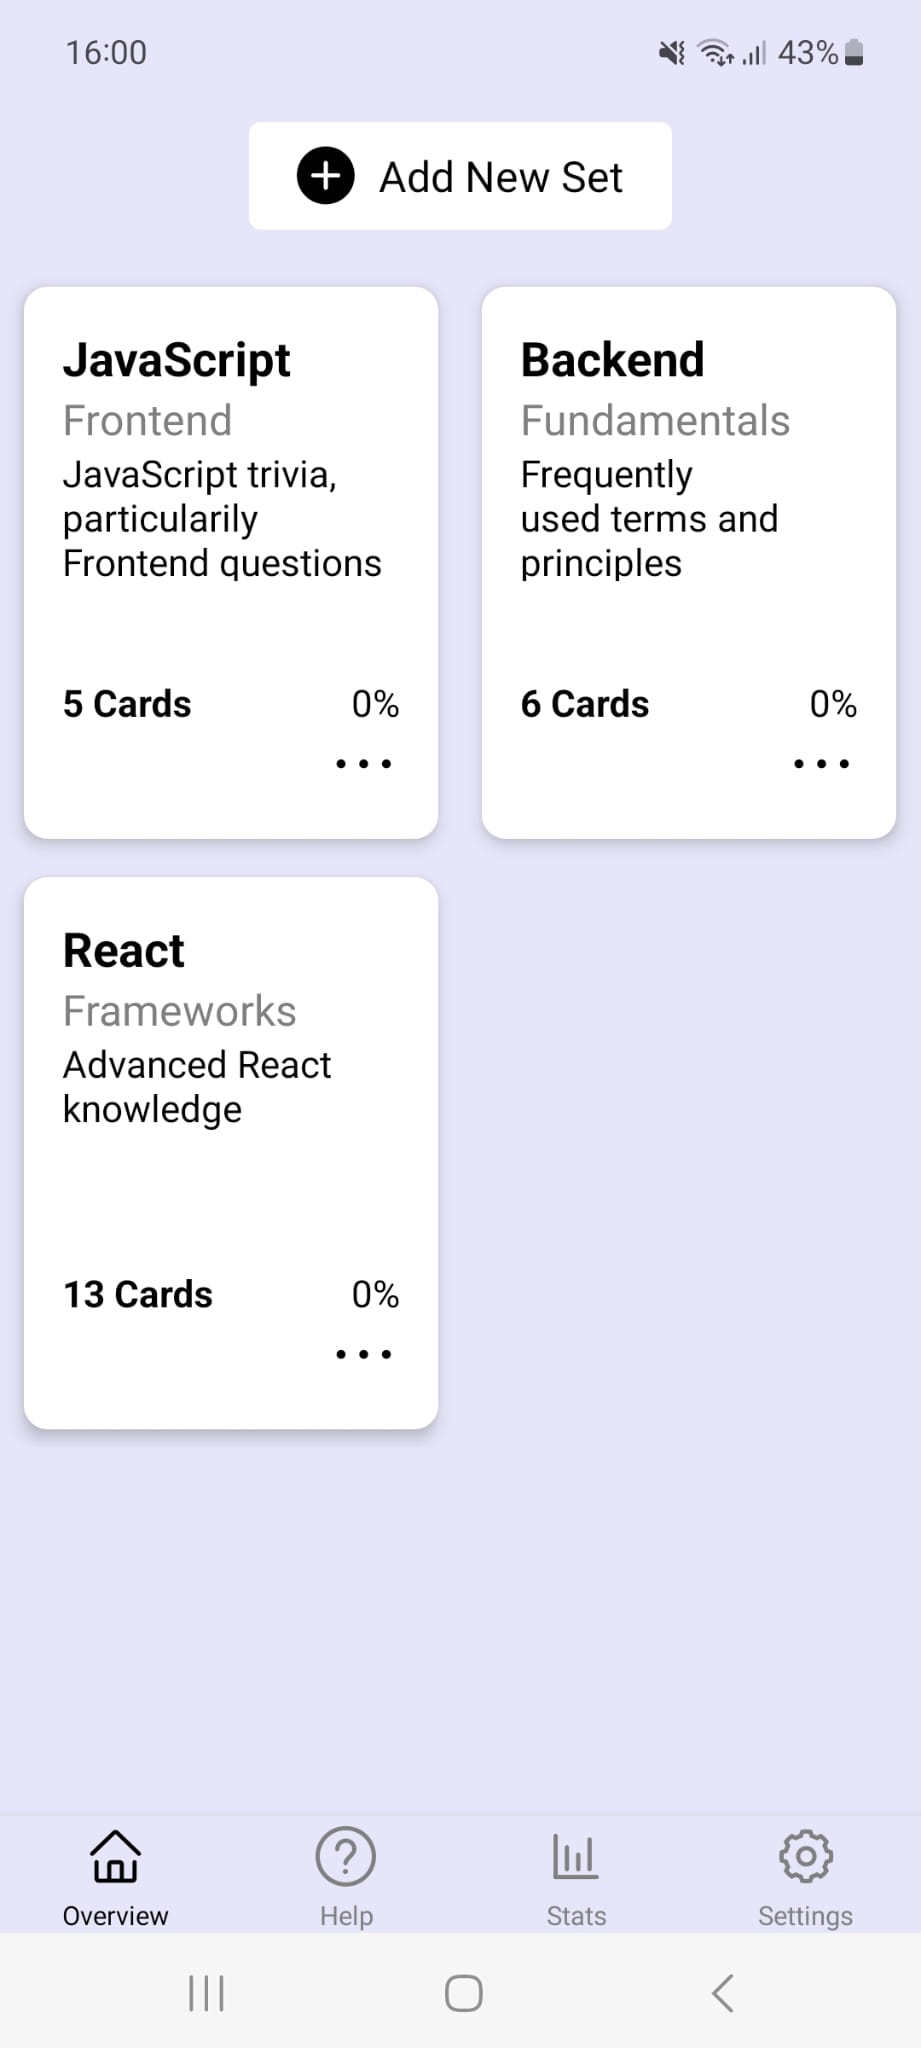 16:00
43%
Add New Set
JavaScript
Frontend
JavaScript trivia,
particularily
Frontend questions
5 Cards
0%
Backend
Fundamentals
Frequently
used terms and
principles
6 Cards
0%
React
Frameworks
Advanced React
knowledge
13 Cards
0%
Overview
Help
Stats
Settings